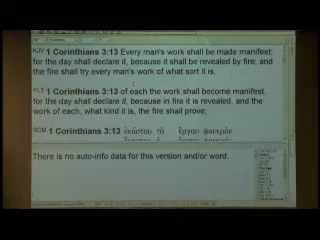 KJV 1 Corinthians 3:13 Every man's work shall be made manifest:
for the day shall declare it, because it shall be revealed by fire; and
the fire shall try every man's work of what sort it is.
YLT 1 Corinthians 3:13 of each the work shall become manifest,
for the day shall declare it, because in fire it is revealed, and the
work of each, what kind it is, the fire shall prove;
1 Corinthians 3:13 ἑκάστου τὸ ἔργον φανερὸν
There is no auto-info data for this version and/or word